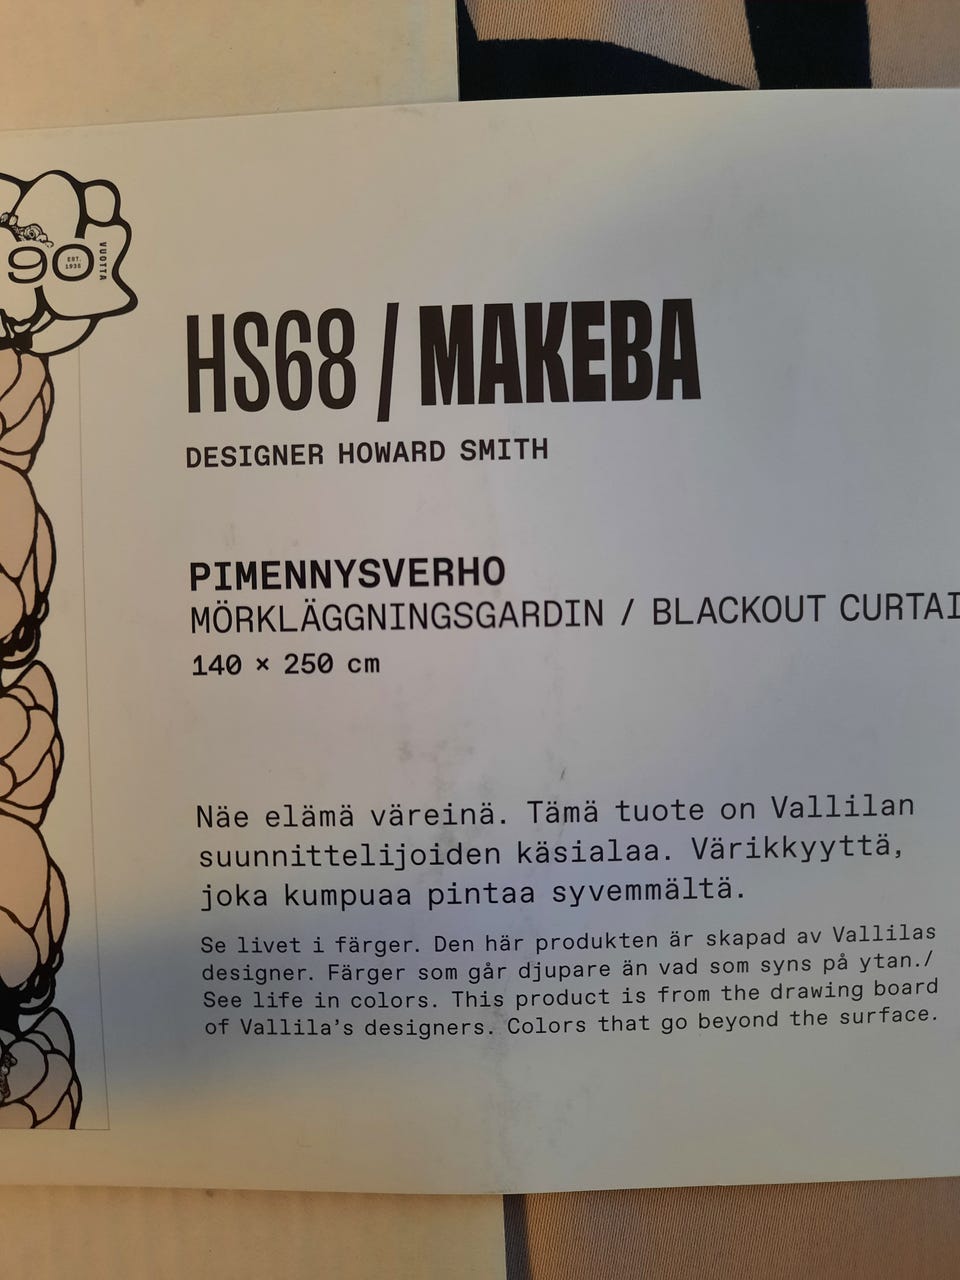 90
EST.
1935
VUOTTA
HS68 / MAKEBA
DESIGNER HOWARD SMITH
PIMENNYSVERHO
MÖRKLÄGGNINGSGARDIN / BLACKOUT CURTAI
140 × 250 cm
Näe elämä väreinä. Tämä tuote on Vallilan
suunnittelijoiden käsialaa. Värikkyyttä,
joka kumpuaa pintaa syvemmältä.
Se livet i färger. Den här produkten är skapad av Vallilas
designer. Färger som går djupare än vad som syns på ytan./
See life in colors. This product is from the drawing board
of Vallila's designers. Colors that go beyond the surface.